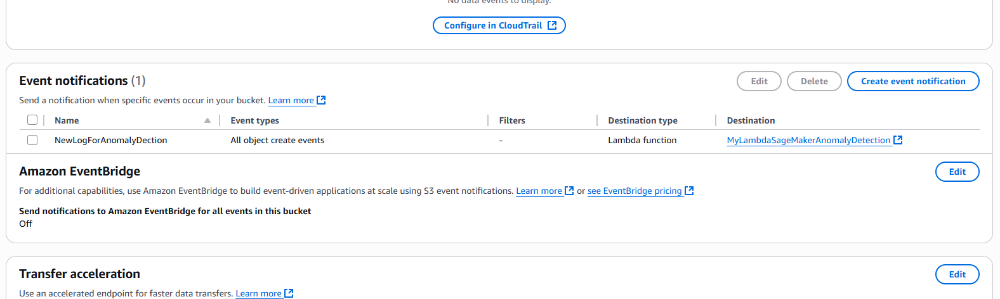 No data events to display.
Configure in CloudTrail
Event notifications (1)
Edit
Delete
Create event notification
Send a notification when specific events occur in your bucket. Learn more
Name
Event types
Filters
Destination type
Destination
NewLogForAnomalyDection
All object create events
-
Lambda function
MyLambdaSageMakerAnomalyDetection
Amazon EventBridge
Edit
For additional capabilities, use Amazon EventBridge to build event-driven applications at scale using S3 event notifications. Learn more or see EventBridge pricing
Send notifications to Amazon EventBridge for all events in this bucket
Off
Transfer acceleration
Edit
Use an accelerated endpoint for faster data transfers. Learn more